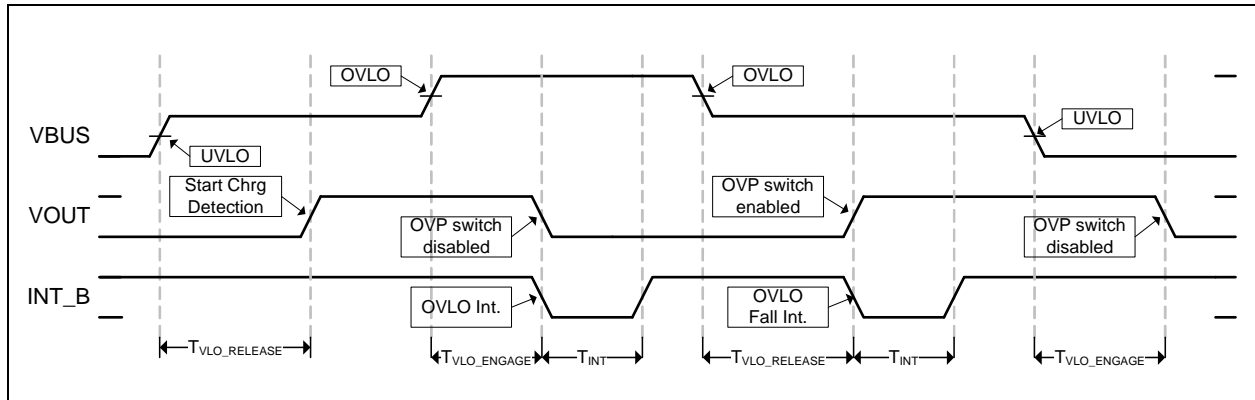 OVLO
OVLO
VBUS
UVLO
UVLO
Start Chrg
Detection
OVP switch
enabled
VOUT
OVP switch
disabled
OVP switch
disabled
INT_B
OVLO Int.
OVLO
Fall Int.
TVLO_RELEASE
TVLO_ENGAGE
TINT
TVLO_RELEASE
TINT
TVLO_ENGAGE